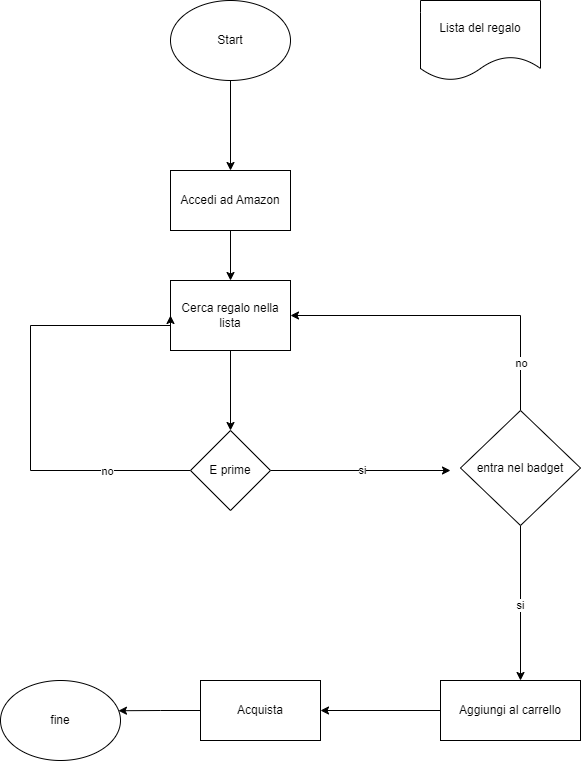 Start
Lista del regalo
Accedi ad Amazon
Cerca regalo nella
lista
no
E prime
no
si
entra nel badget
si
fine
Acquista
Aggiungi al carrello